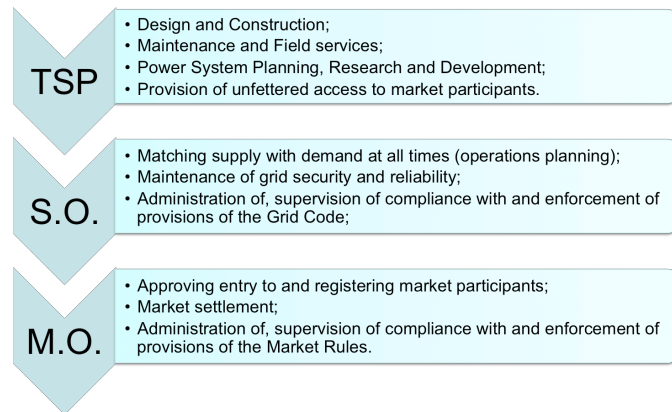 TSP
• Design and Construction;
• Maintenance and Field services;
• Power System Planning, Research and Development;
• Provision of unfettered access to market participants.
S.O.
• Matching supply with demand at all times (operations planning);
• Maintenance of grid security and reliability;
• Administration of, supervision of compliance with and enforcement of
provisions of the Grid Code;
M.O.
• Approving entry to and registering market participants;
• Market settlement;
• Administration of, supervision of compliance with and enforcement of
provisions of the Market Rules.